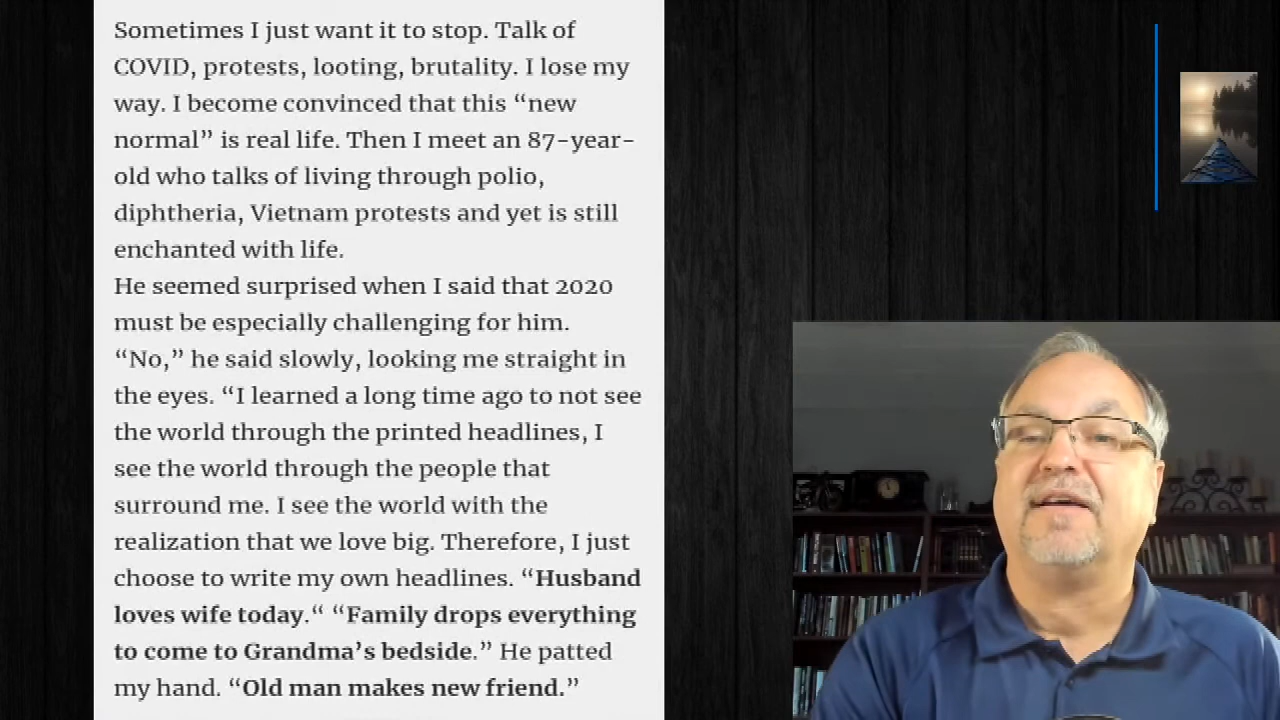 Sometimes I just want it to stop. Talk of
COVID, protests, looting, brutality. I lose my
way. I become convinced that this “new
normal” is real life. Then I meet an 87-year-
old who talks of living through polio,
diphtheria, Vietnam protests and yet is still
enchanted with life.
He seemed surprised when I said that 2020
must be especially challenging for him.
“No,” he said slowly, looking me straight in
the eyes. “I learned a long time ago to not see
the world through the printed headlines, I
see the world through the people that
surround me. I see the world with the
realization that we love big. Therefore, I just
choose to write my own headlines. “Husband
loves wife today.“ “Family drops everything
to come to Grandma’s bedside.” He patted
my hand. “Old man makes new friend.”